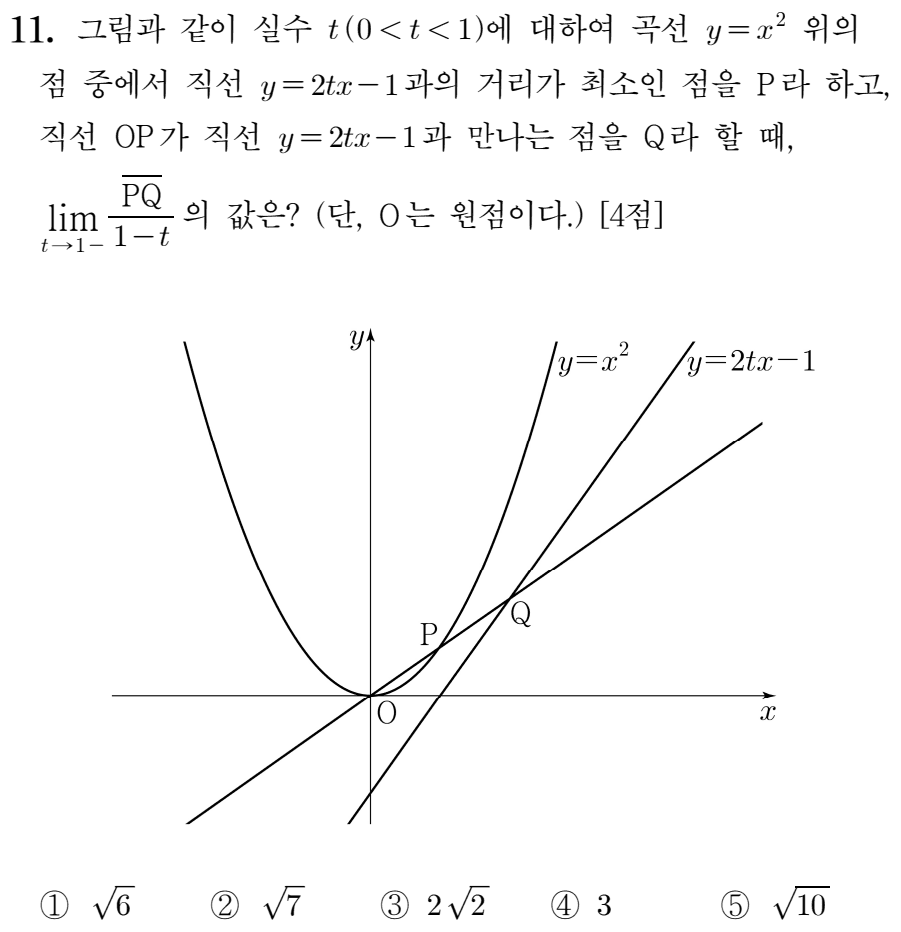 11. 그림과 같이 실수 t(0<t<1)에 대하여 곡선 y=x² 위의
점 중에서 직선 y=2tx-1과의 거리가 최소인 점을 P라 하고,
직선 OP가 직선 y=2tx-1과 만나는 점을 Q라 할 때,
lim_{t→1-} \frac{\overline{PQ}}{1-t} 의 값은? (단, O는 원점이다.) [4점]
y
y=x²
y=2tx-1
P
Q
O
x
① √6 ② √7 ③ 2√2 ④ 3 ⑤ √10